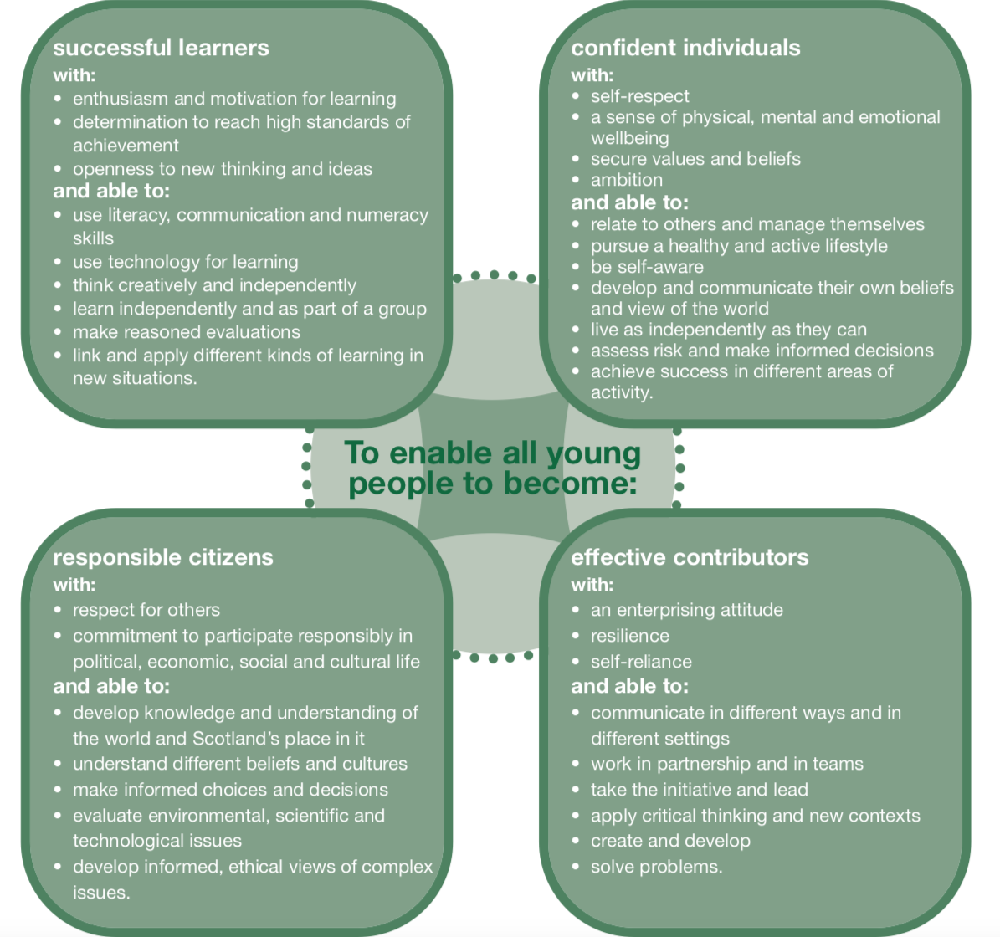 successful learners
with:
• enthusiasm and motivation for learning
• determination to reach high standards of
achievement
• openness to new thinking and ideas
and able to:
• use literacy, communication and numeracy
skills
• use technology for learning
• think creatively and independently
• learn independently and as part of a group
• make reasoned evaluations
• link and apply different kinds of learning in
new situations.
confident individuals
with:
• self-respect
• a sense of physical, mental and emotional
wellbeing
• secure values and beliefs
• ambition
and able to:
• relate to others and manage themselves
• pursue a healthy and active lifestyle
• be self-aware
• develop and communicate their own beliefs
and view of the world
• live as independently as they can
• assess risk and make informed decisions
• achieve success in different areas of
activity.
To enable all young
people to become:
responsible citizens
with:
• respect for others
• commitment to participate responsibly in
political, economic, social and cultural life
and able to:
• develop knowledge and understanding of
the world and Scotland’s place in it
• understand different beliefs and cultures
• make informed choices and decisions
• evaluate environmental, scientific and
technological issues
• develop informed, ethical views of complex
issues.
effective contributors
with:
• an enterprising attitude
• resilience
• self-reliance
and able to:
• communicate in different ways and in
different settings
• work in partnership and in teams
• take the initiative and lead
• apply critical thinking and new contexts
• create and develop
• solve problems.